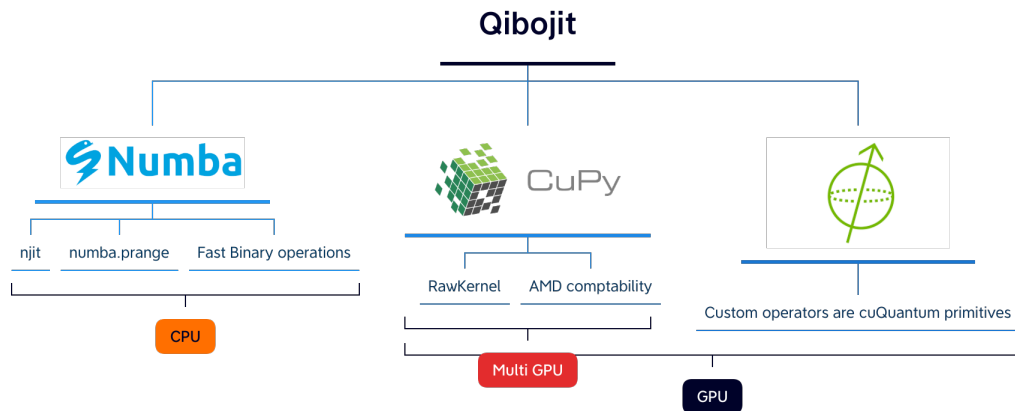 Qibojit
Numba
CuPy
njit
numba.prange
Fast Binary operations
RawKernel
AMD comptability
Custom operators are cuQuantum primitives
CPU
Multi GPU
GPU